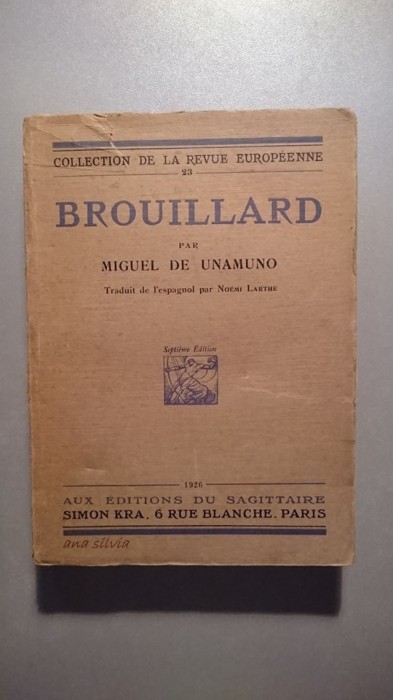 COLLECTION DE LA REVUE EUROPÉENNE
23
BROUILLARD
PAR
MIGUEL DE UNAMUNO
Traduit de l'espagnol par NOÉMI LARTHE
Septième Édition
1926
AUX ÉDITIONS DU SAGITTAIRE
SIMON KRA, 6 RUE BLANCHE. PARIS
ana silvia